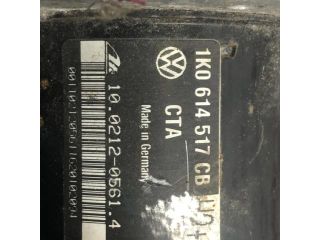 1K0 614 517 CB
CTA
Made in Germany
10.0212-0561.4